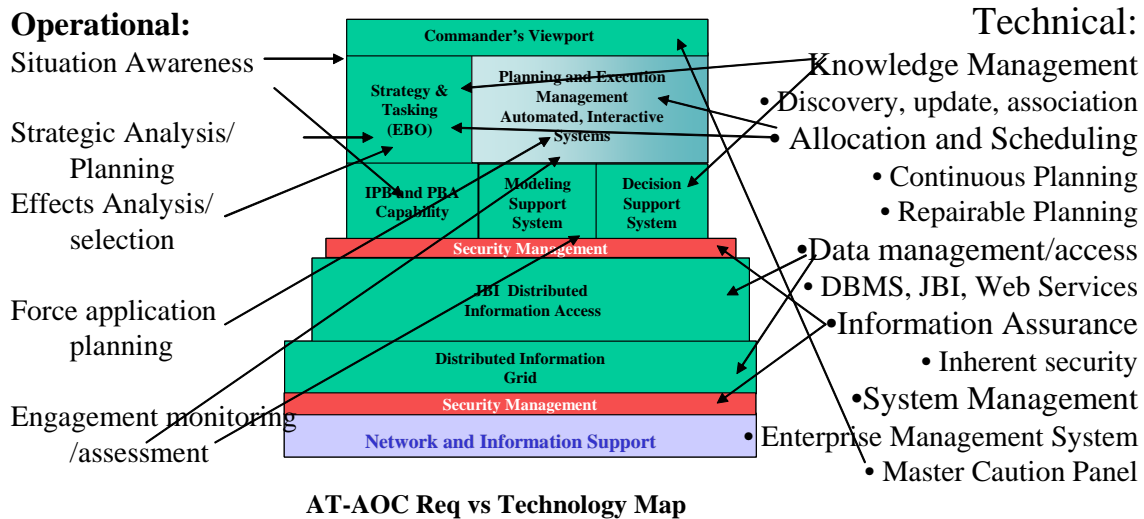 Operational:
Situation Awareness
Strategic Analysis/
Planning
Effects Analysis/
selection
Force application
planning
Engagement monitoring
/assessment
Commander's Viewport
Strategy &
Tasking
(EBO)
Planning and Execution
Management
Automated, Interactive
Systems
IPB and PBA
Capability
Modeling
Support
System
Decision
Support
System
Security Management
JBI Distributed
Information Access
Distributed Information
Grid
Security Management
Network and Information Support
Technical:
• Knowledge Management
• Discovery, update, association
• Allocation and Scheduling
• Continuous Planning
• Repairable Planning
•Data management/access
• DBMS, JBI, Web Services
•Information Assurance
• Inherent security
•System Management
• Enterprise Management System
• Master Caution Panel
AT-AOC Req vs Technology Map